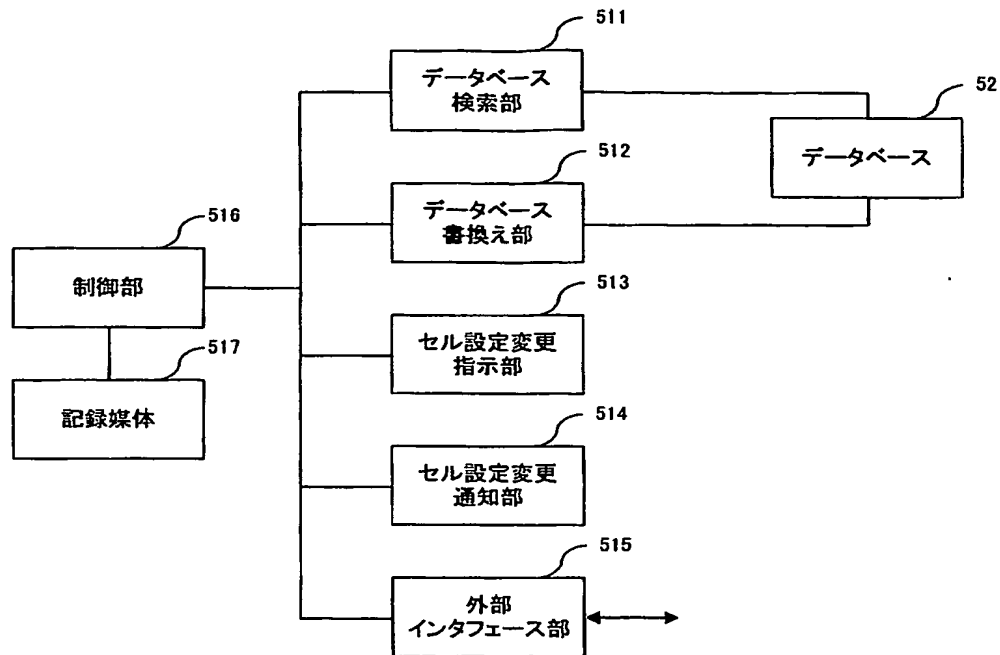 511
データベース
検索部
52
データベース
512
データベース
書換え部
516
制御部
513
セル設定変更
指示部
517
記録媒体
514
セル設定変更
通知部
515
外部
インタフェース部